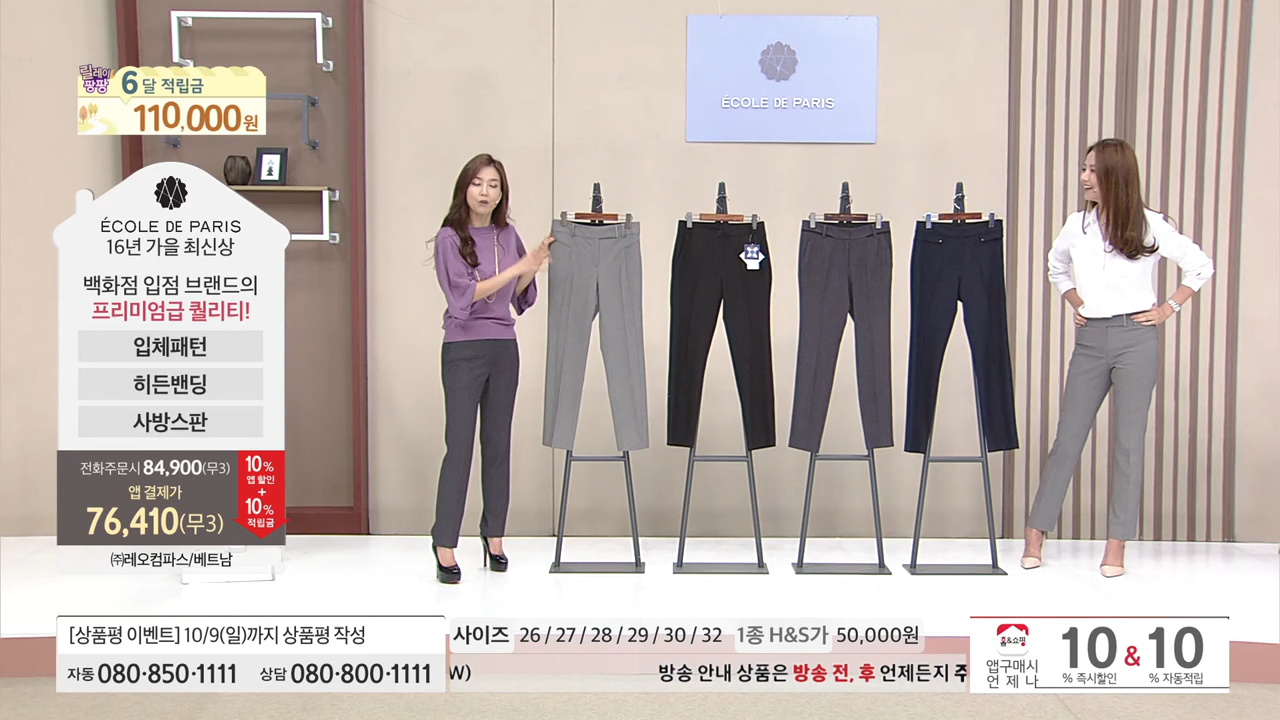 릴레이
팡팡
6달 적립금
110,000원
ÉCOLE DE PARIS
ÉCOLE DE PARIS
16년 가을 최신상
백화점 입점 브랜드의
프리미엄급 퀄리티!
입체패턴
히든밴딩
사방스판
전화주문시 84,900(무3)
앱 결제가
76,410(무3)
10%
앱 할인
+
10%
적립금
㈜레오컴파스/베트남
[상품평 이벤트] 10/9(일)까지 상품평 작성
자동 080·850·1111 상담 080·800·1111
사이즈 26 / 27 / 28 / 29 / 30 / 32 1종 H&S가 50,000원
W) 방송 안내 상품은 방송 전, 후 언제든지 주
홈&쇼핑
앱구매시
언제나
10 & 10
% 즉시할인 % 자동적립